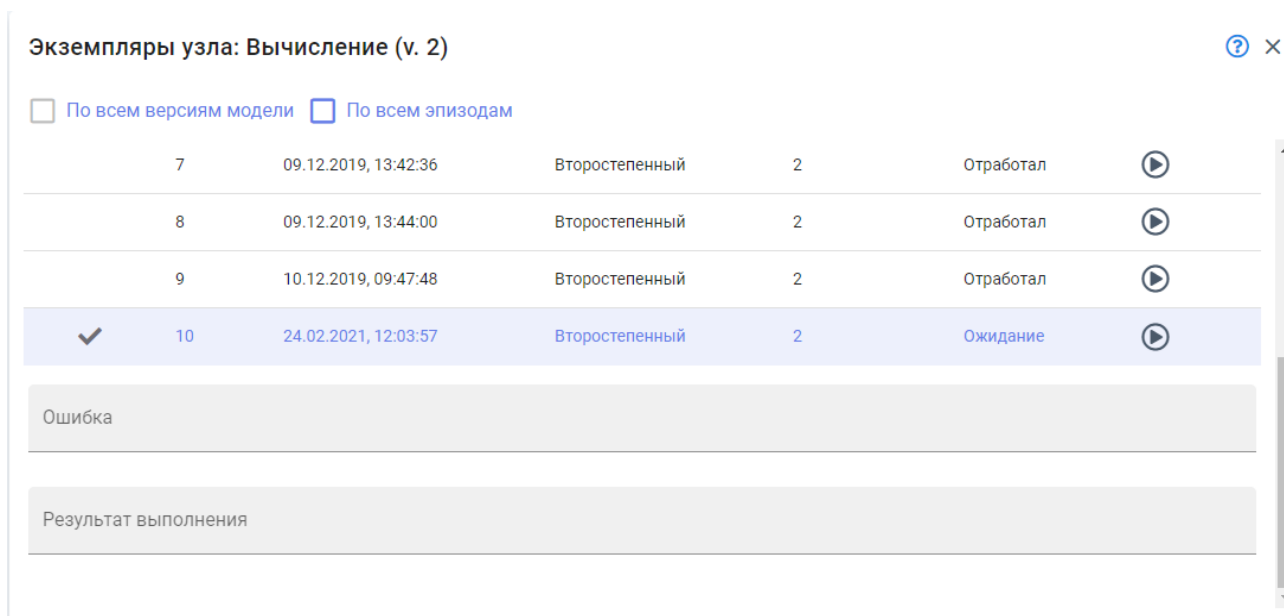 Экземпляры узла: Вычисление (v. 2)
По всем версиям модели По всем эпизодам
7 09.12.2019, 13:42:36 Второстепенный 2 Отработал
8 09.12.2019, 13:44:00 Второстепенный 2 Отработал
9 10.12.2019, 09:47:48 Второстепенный 2 Отработал
10 24.02.2021, 12:03:57 Второстепенный 2 Ожидание
Ошибка
Результат выполнения